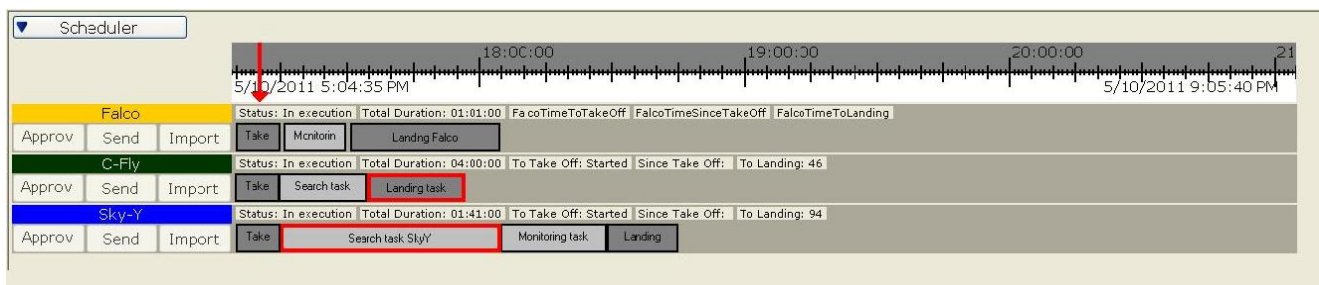 Scheduler
18:00:00 19:00:00 20:00:00 21
5/10/2011 5:04:35 PM 5/10/2011 9:05:40 PM
Falco Status: In execution Total Duration: 01:01:00 FalcoTimeToTakeOff FalcoTimeSinceTakeOff FalcoTimeToLanding
Approv Send Import Take Monitorin Landing Falco
C-Fly Status: In execution Total Duration: 04:00:00 To Take Off: Started Since Take Off: To Landing: 46
Approv Send Import Take Search task Landing task
Sky-Y Status: In execution Total Duration: 01:41:00 To Take Off: Started Since Take Off: To Landing: 94
Approv Send Import Take Search task SkyY Monitoring task Landing